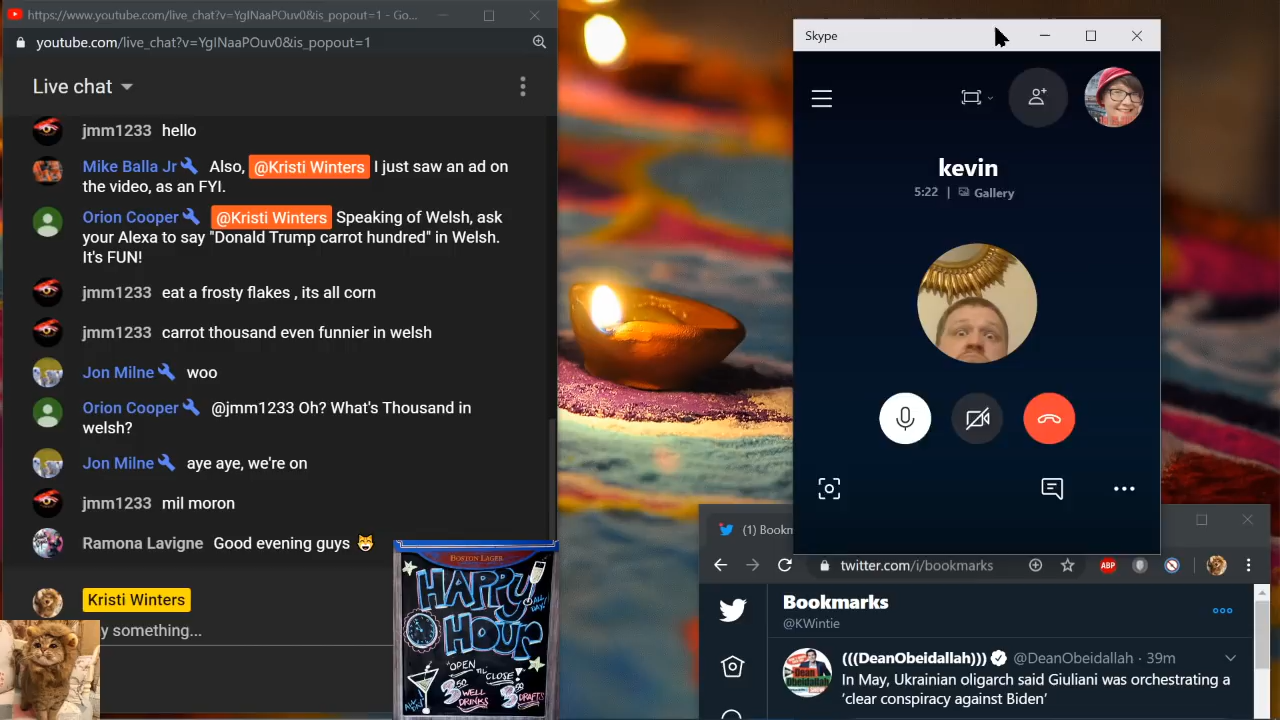 https://www.youtube.com/live_chat?v=YgINaaPOuv0&is_popout=1 - Go...
youtube.com/live_chat?v=YgINaaPOuv0&is_popout=1
Live chat
jmm1233 hello
Mike Balla Jr Also, @Kristi Winters I just saw an ad on
the video, as an FYI.
Orion Cooper @Kristi Winters Speaking of Welsh, ask
your Alexa to say "Donald Trump carrot hundred" in Welsh.
It's FUN!
jmm1233 eat a frosty flakes , its all corn
jmm1233 carrot thousand even funnier in welsh
Jon Milne woo
Orion Cooper @jmm1233 Oh? What's Thousand in
welsh?
Jon Milne aye aye, we're on
jmm1233 mil moron
Ramona Lavigne Good evening guys
Kristi Winters
y something...
BOSTON LAGER
HAPPY
ALL DAY!
HOUR
"OPEN
'TIL" CLOSE!
3.50 WELL DRINKS
3 DRAFTS
Skype
kevin
5:22 | Gallery
(1) Bookm
twitter.com/i/bookmarks
ABP
Bookmarks
@KWintie
(((DeanObeidallah))) @DeanObeidallah · 39m
In May, Ukrainian oligarch said Giuliani was orchestrating a
'clear conspiracy against Biden'